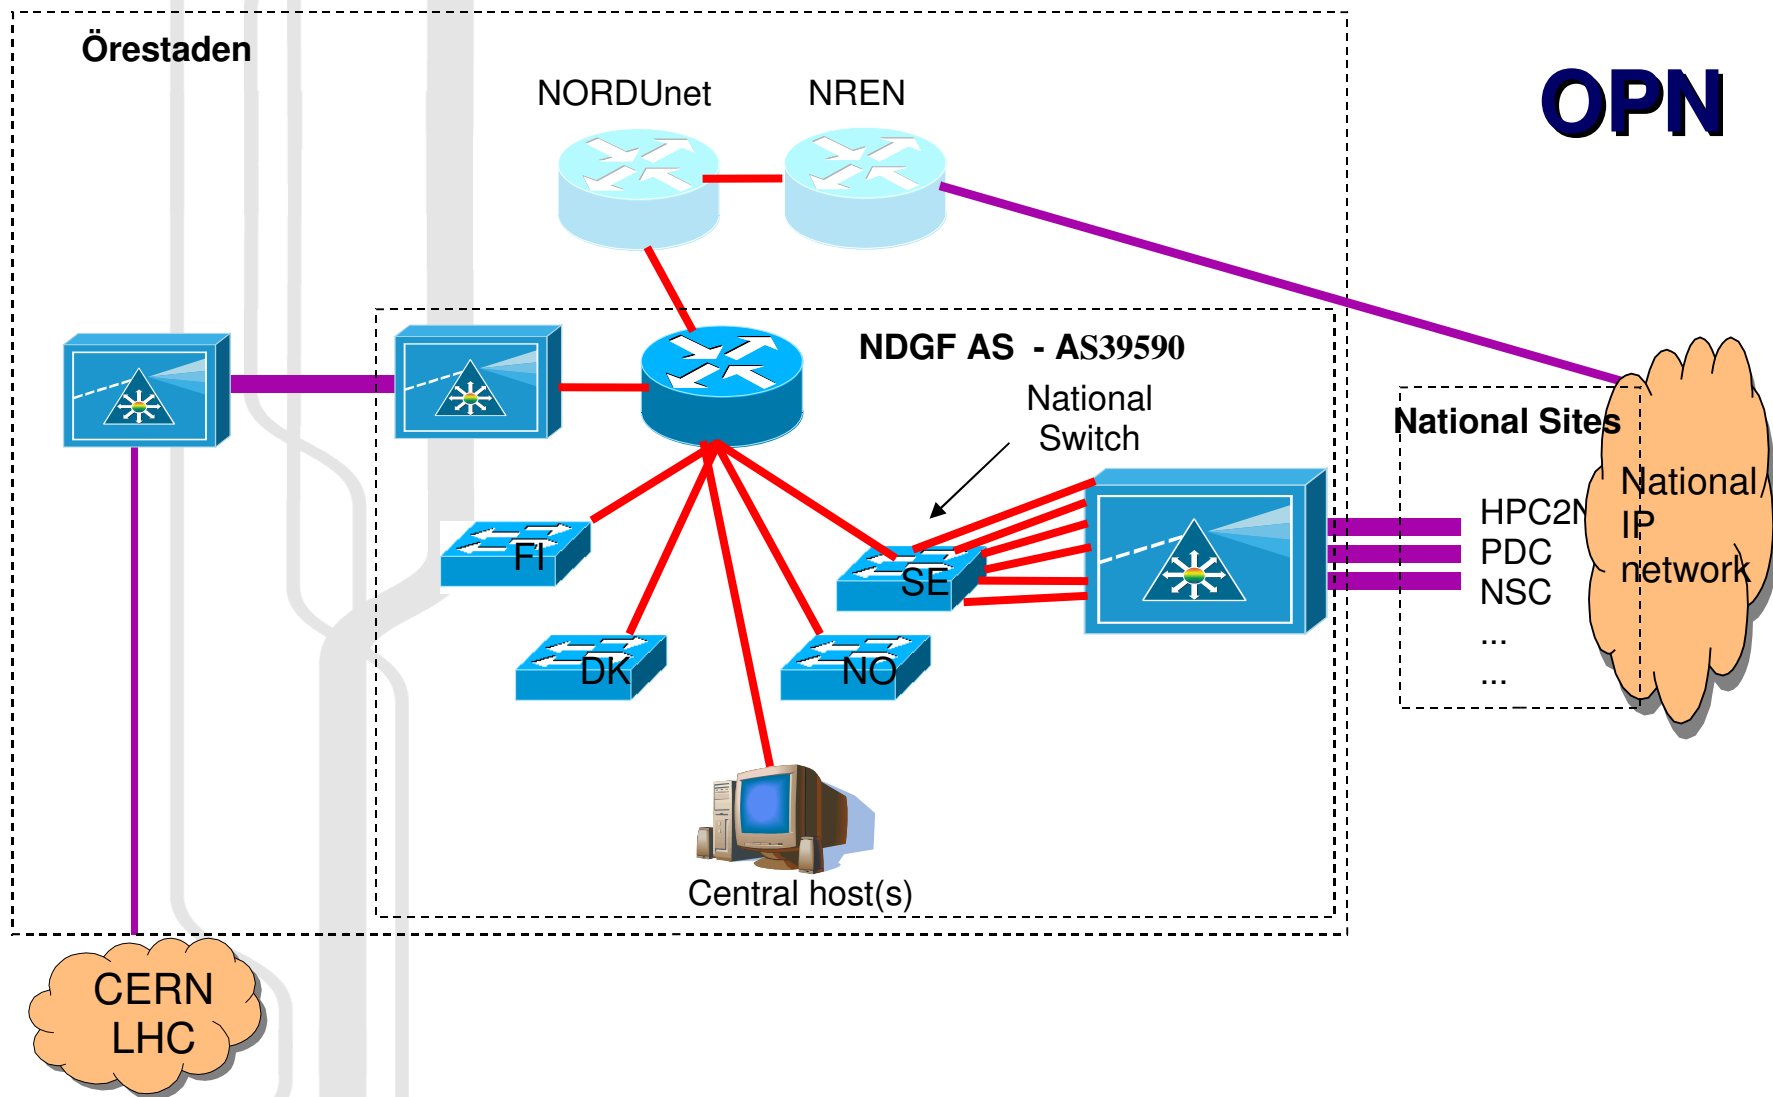 Örestaden
OPN
NORDUnet
NREN
NDGF AS - AS39590
National
Switch
National Sites
HPC2N
PDC
NSC
...
...
National
IP
network
FI
SE
DK
NO
Central host(s)
CERN
LHC